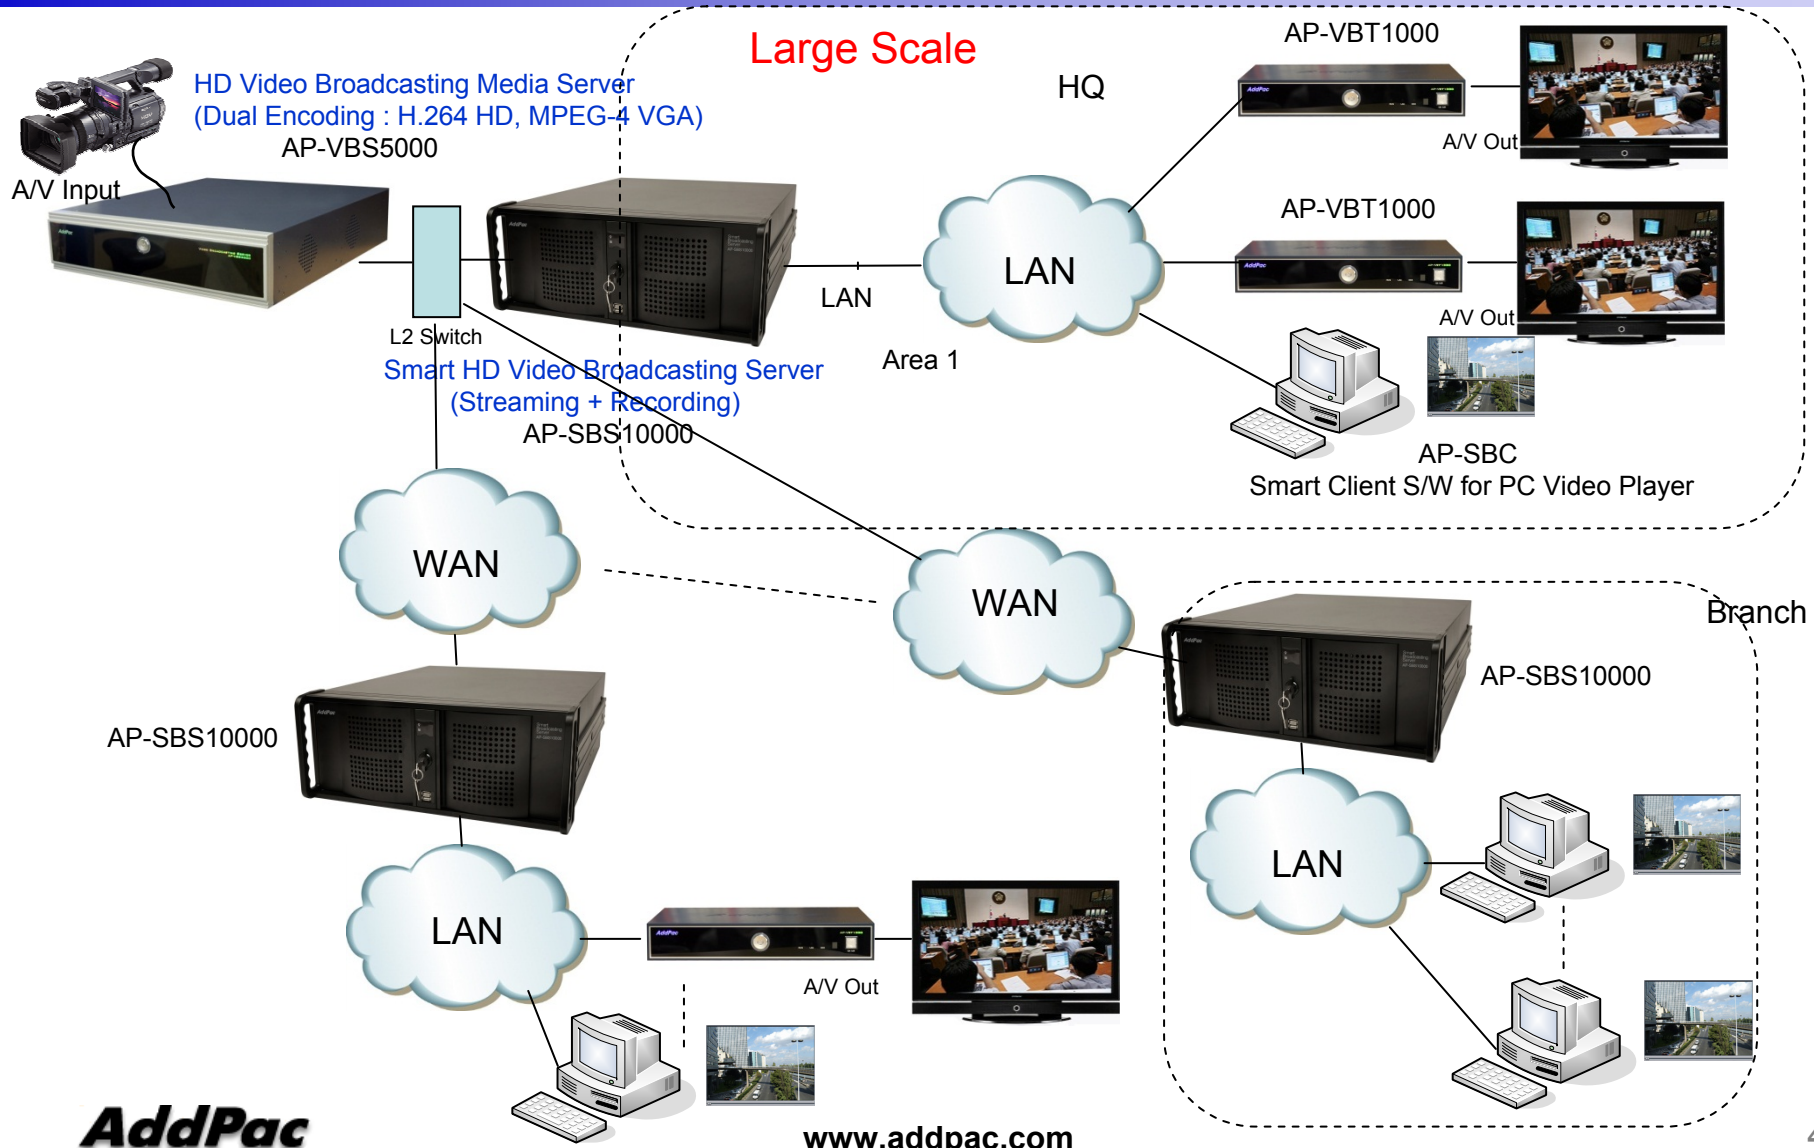 Large Scale
HQ
AP-VBT1000
HD Video Broadcasting Media Server
(Dual Encoding : H.264 HD, MPEG-4 VGA)
AP-VBS5000
A/V Input
A/V Out
AP-VBT1000
AddPac
LAN
LAN
A/V Out
L2 Switch
Area 1
Smart HD Video Broadcasting Server
(Streaming + Recording)
AP-SBS10000
AP-SBC
Smart Client S/W for PC Video Player
WAN
WAN
Branch
AP-SBS10000
AP-SBS10000
LAN
LAN
AddPac
A/V Out
AddPac
www.addpac.com